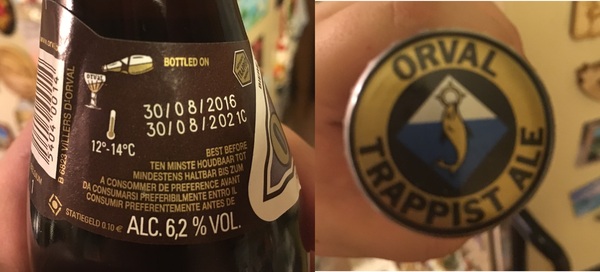 BOTTLED ON
30/08/2016
30/08/2021C
12°-14°C
BEST BEFORE
TEN MINSTE HOUDBAAR TOT
MINDESTENS HALTBAR BIS ZUM
A CONSOMMER DE PREFERENCE AVANT
DA CONSUMARSI PREFERIBILMENTE ENTRO IL
CONSUMIR PREFERENTEMENTE ANTES DE
ALC. 6,2 % VOL.
STATIEGELD 0.10 €
B 6823 VILLERS D'ORVAL
ORVAL
TRAPPIST ALE